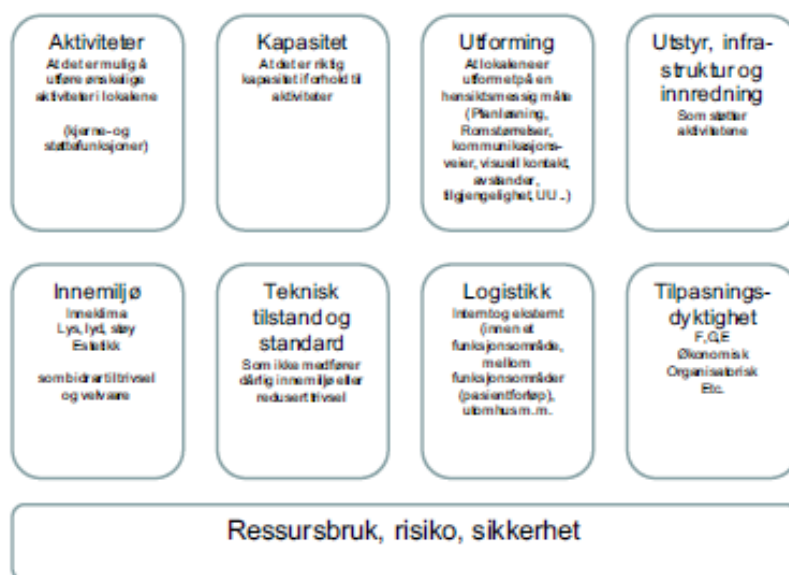 Aktiviteter
At det er mulig å
utføre ønskelige
aktiviteter i lokalene
(kjerne- og
støttefunksjoner)
Kapasitet
At det er riktig
kapasitet i forhold til
aktiviteter
Utforming
At lokalene er
utformet på en
hensiktsmessig måte
(Planløsning,
Romstørrelser,
kommunikasjons-
veier, visuell kontakt,
avstander,
tilgjengelighet, UU..)
Utstyr, infra-
struktur og
innredning
Som støtter
aktivitetene
Innemiljø
Inneklima
Lys, lyd, støy
Estetikk
som bidrar til trivsel
og velvære
Teknisk
tilstand og
standard
Som ikke medfører
dårlig innemiljø eller
redusert trivsel
Logistikk
Internt og eksternt
(innen et
funksjonsområde,
mellom
funksjonsområder
(pasientforløp),
utomhus m.m.
Tilpasnings-
dyktighet
F,G,E
Økonomisk
Organisatorisk
Etc.
Ressursbruk, risiko, sikkerhet